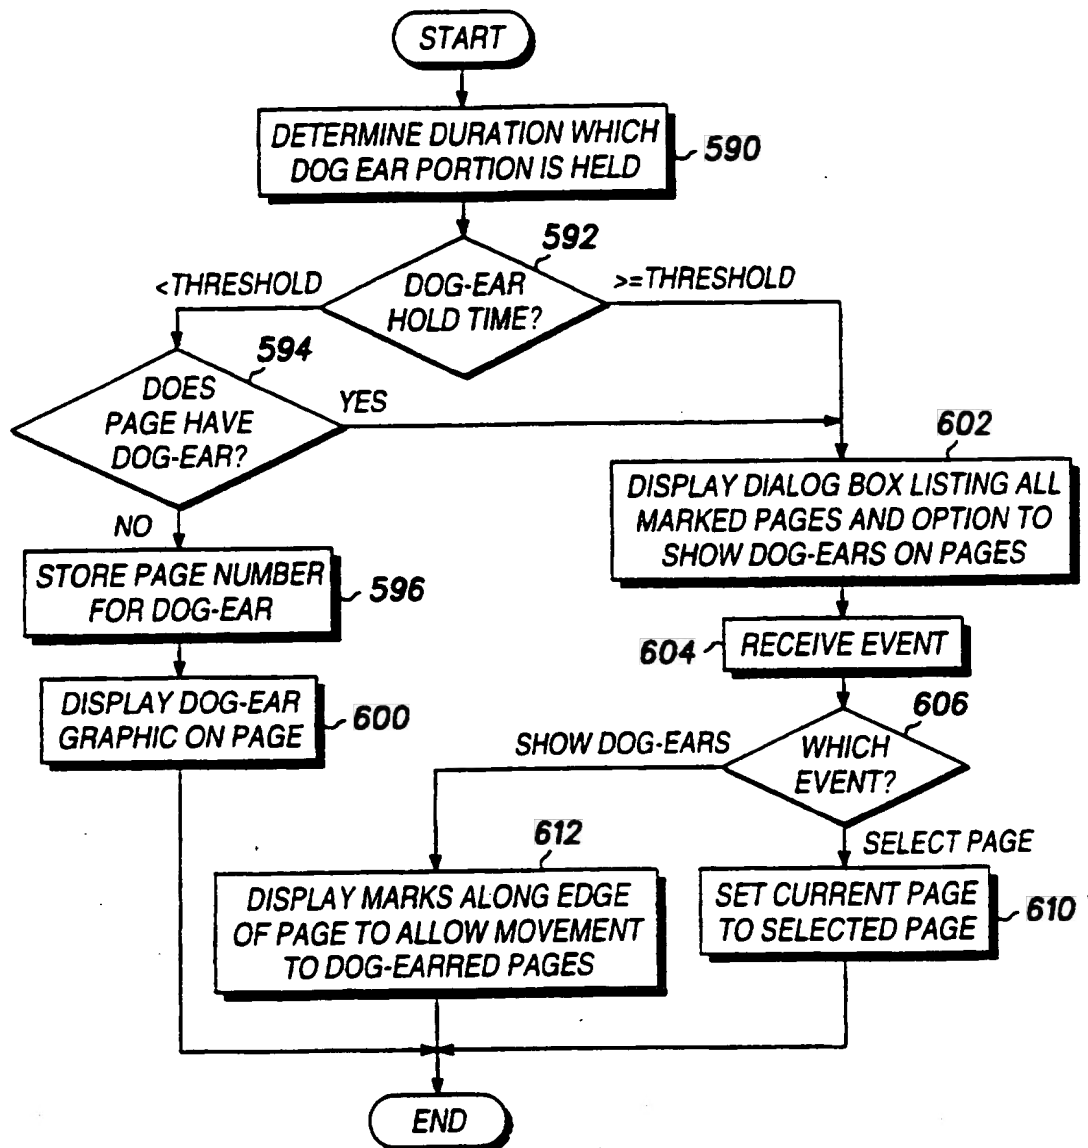 START
DETERMINE DURATION WHICH
DOG EAR PORTION IS HELD
590
592
<THRESHOLD
DOG-EAR
HOLD TIME?
>=THRESHOLD
594
DOES
PAGE HAVE
DOG-EAR?
YES
NO
602
DISPLAY DIALOG BOX LISTING ALL
MARKED PAGES AND OPTION TO
SHOW DOG-EARS ON PAGES
STORE PAGE NUMBER
FOR DOG-EAR
596
604
RECEIVE EVENT
DISPLAY DOG-EAR
GRAPHIC ON PAGE
600
606
SHOW DOG-EARS
WHICH
EVENT?
SELECT PAGE
612
DISPLAY MARKS ALONG EDGE
OF PAGE TO ALLOW MOVEMENT
TO DOG-EARRED PAGES
SET CURRENT PAGE
TO SELECTED PAGE
610
END